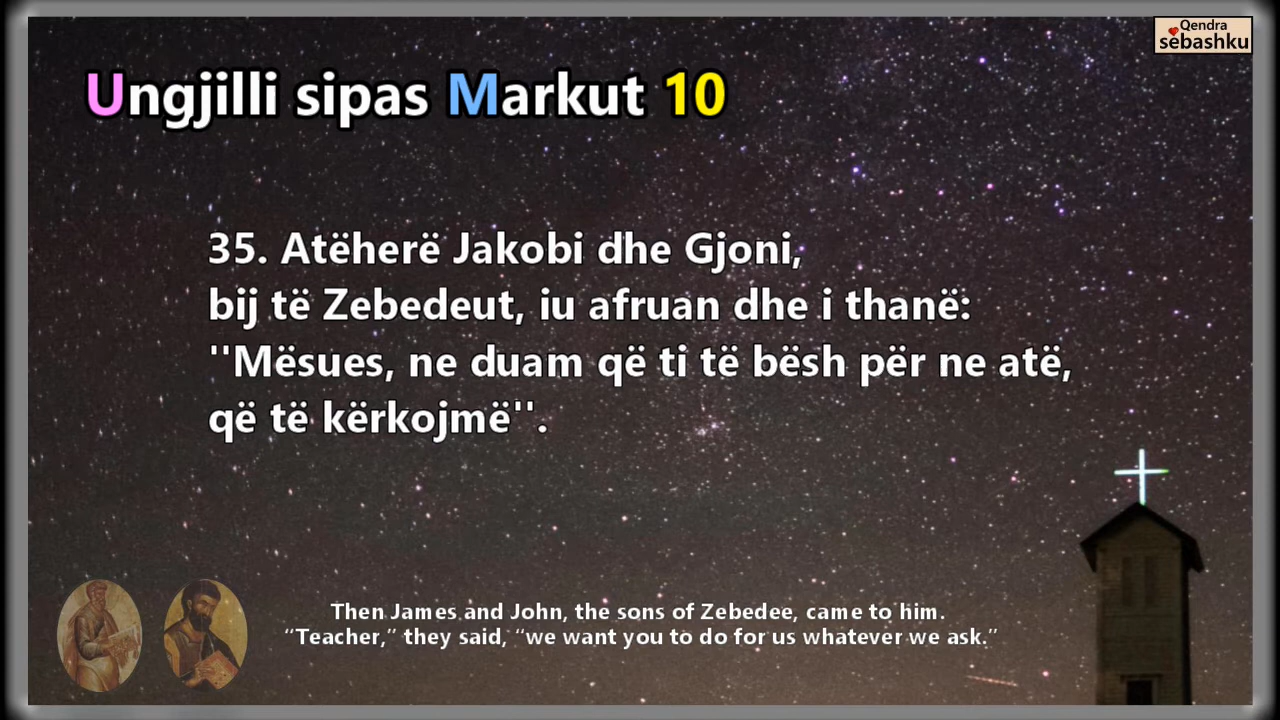 Qendra
sebashku
Ungjilli sipas Markut 10
35. Atëherë Jakobi dhe Gjoni,
bij të Zebedeut, iu afruan dhe i thanë:
''Mësues, ne duam që ti të bësh për ne atë,
që të kërkojmë''.
Then James and John, the sons of Zebedee, came to him.
“Teacher,” they said, “we want you to do for us whatever we ask.”